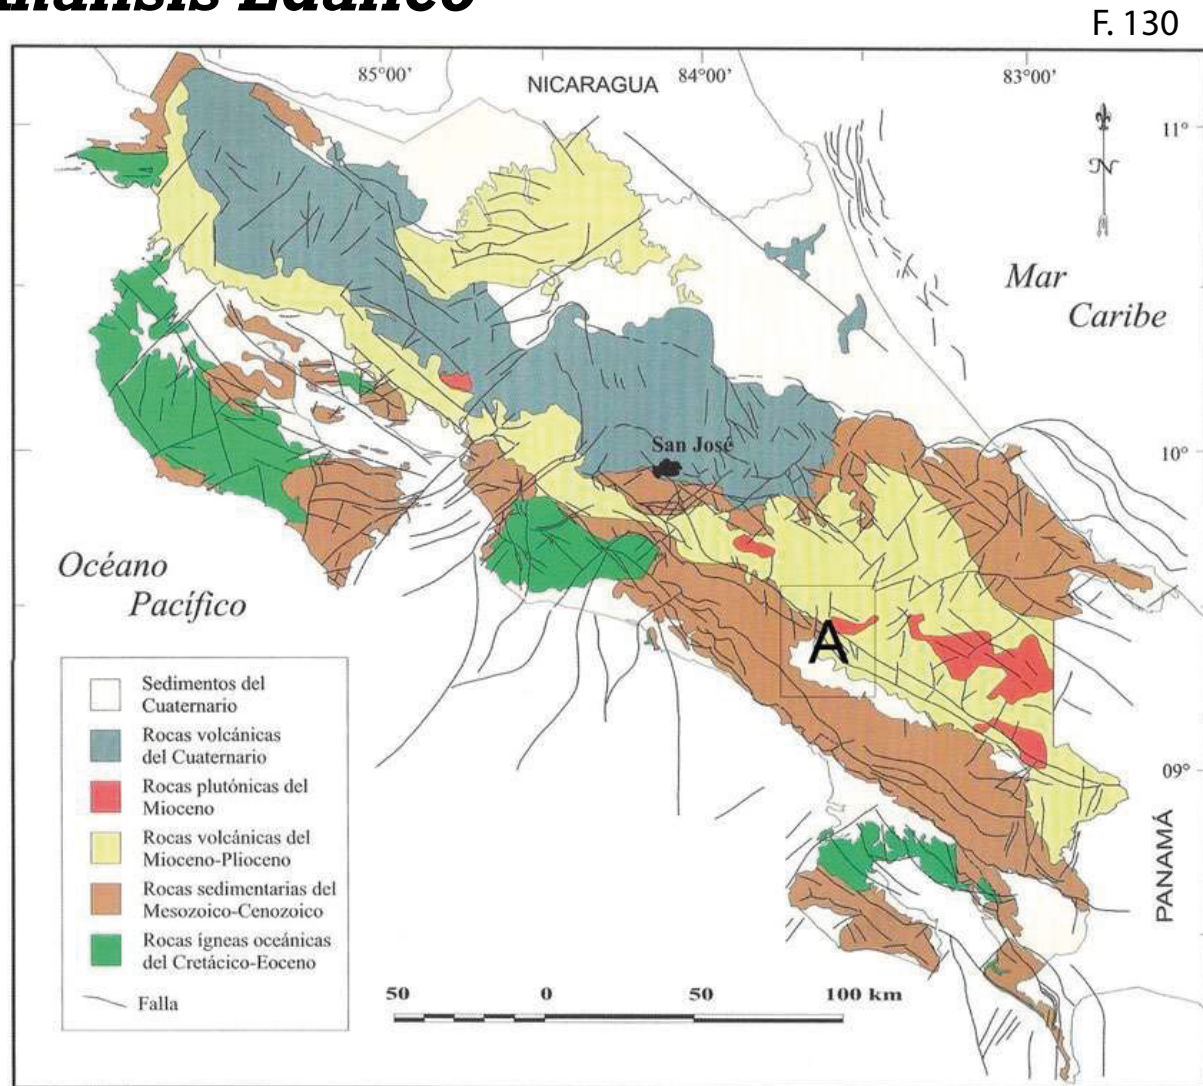 Análisis Edáfico
F. 130
85°00'
84°00'
83°00'
NICARAGUA
11°
N
Mar
Caribe
San José
10°
Océano
Pacífico
A
Sedimentos del
Cuaternario
Rocas volcánicas
del Cuaternario
Rocas plutónicas del
Mioceno
Rocas volcánicas del
Mioceno-Plioceno
Rocas sedimentarias del
Mesozoico-Cenozoico
Rocas ígneas oceánicas
del Cretácico-Eoceno
Falla
09°
PANAMÁ
50
0
50
100 km